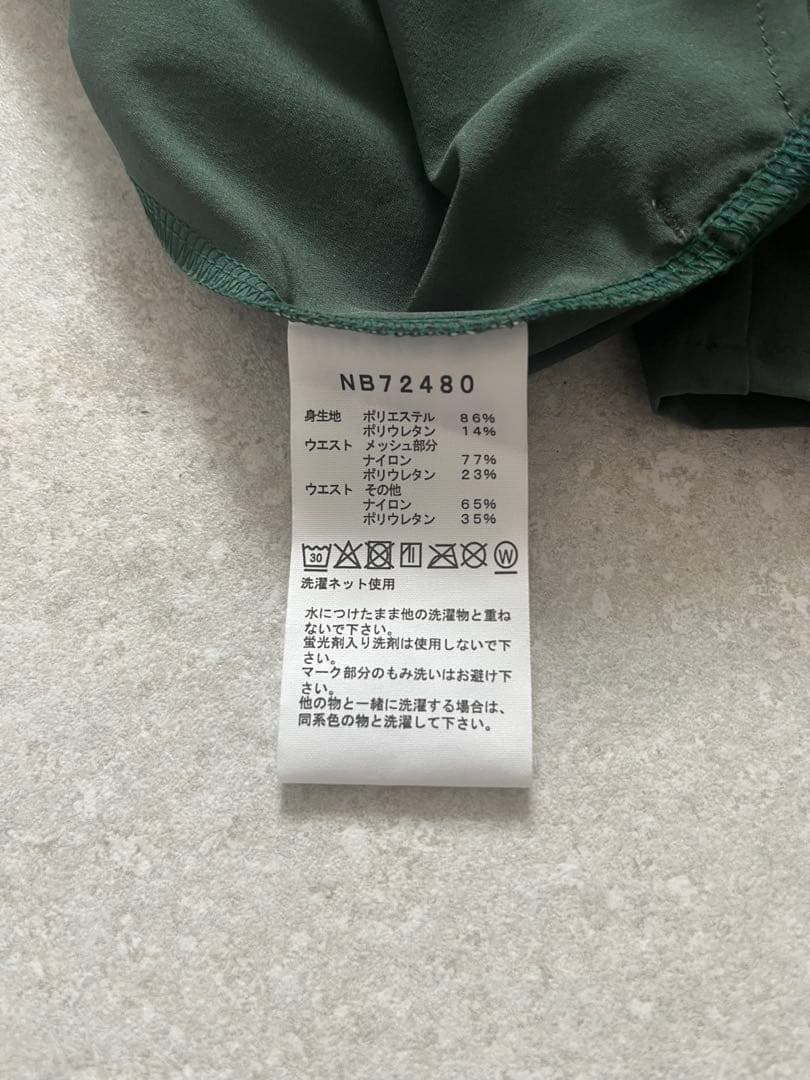 NB72480
身生地 ポリエステル 86%
ポリウレタン 14%
ウエスト メッシュ部分
ナイロン 77%
ポリウレタン 23%
ウエスト その他
ナイロン 65%
ポリウレタン 35%
30 W
洗濯ネット使用
水につけたまま他の洗濯物と重ね
ないで下さい。
蛍光剤入り洗剤は使用しないで下
さい。
マーク部分のもみ洗いはお避け下
さい。
他の物と一緒に洗濯する場合は、
同系色の物と洗濯して下さい。